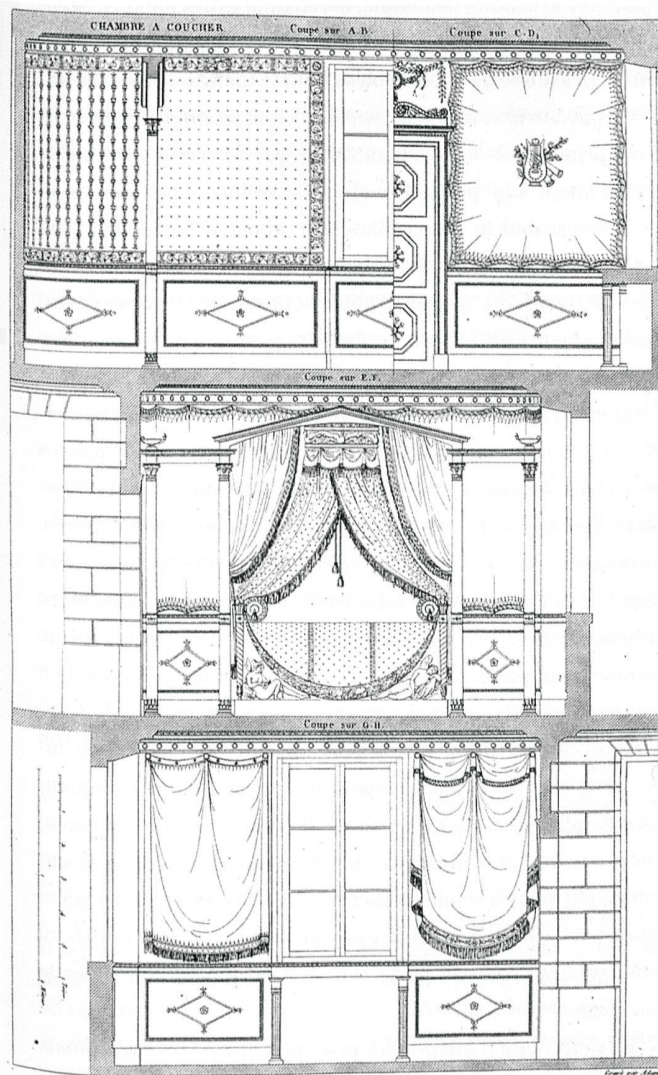 CHAMBRE A COUCHER.
Coupe sur A.B.
Coupe sur C.D.
Coupe sur E.F.
Coupe sur G.H.